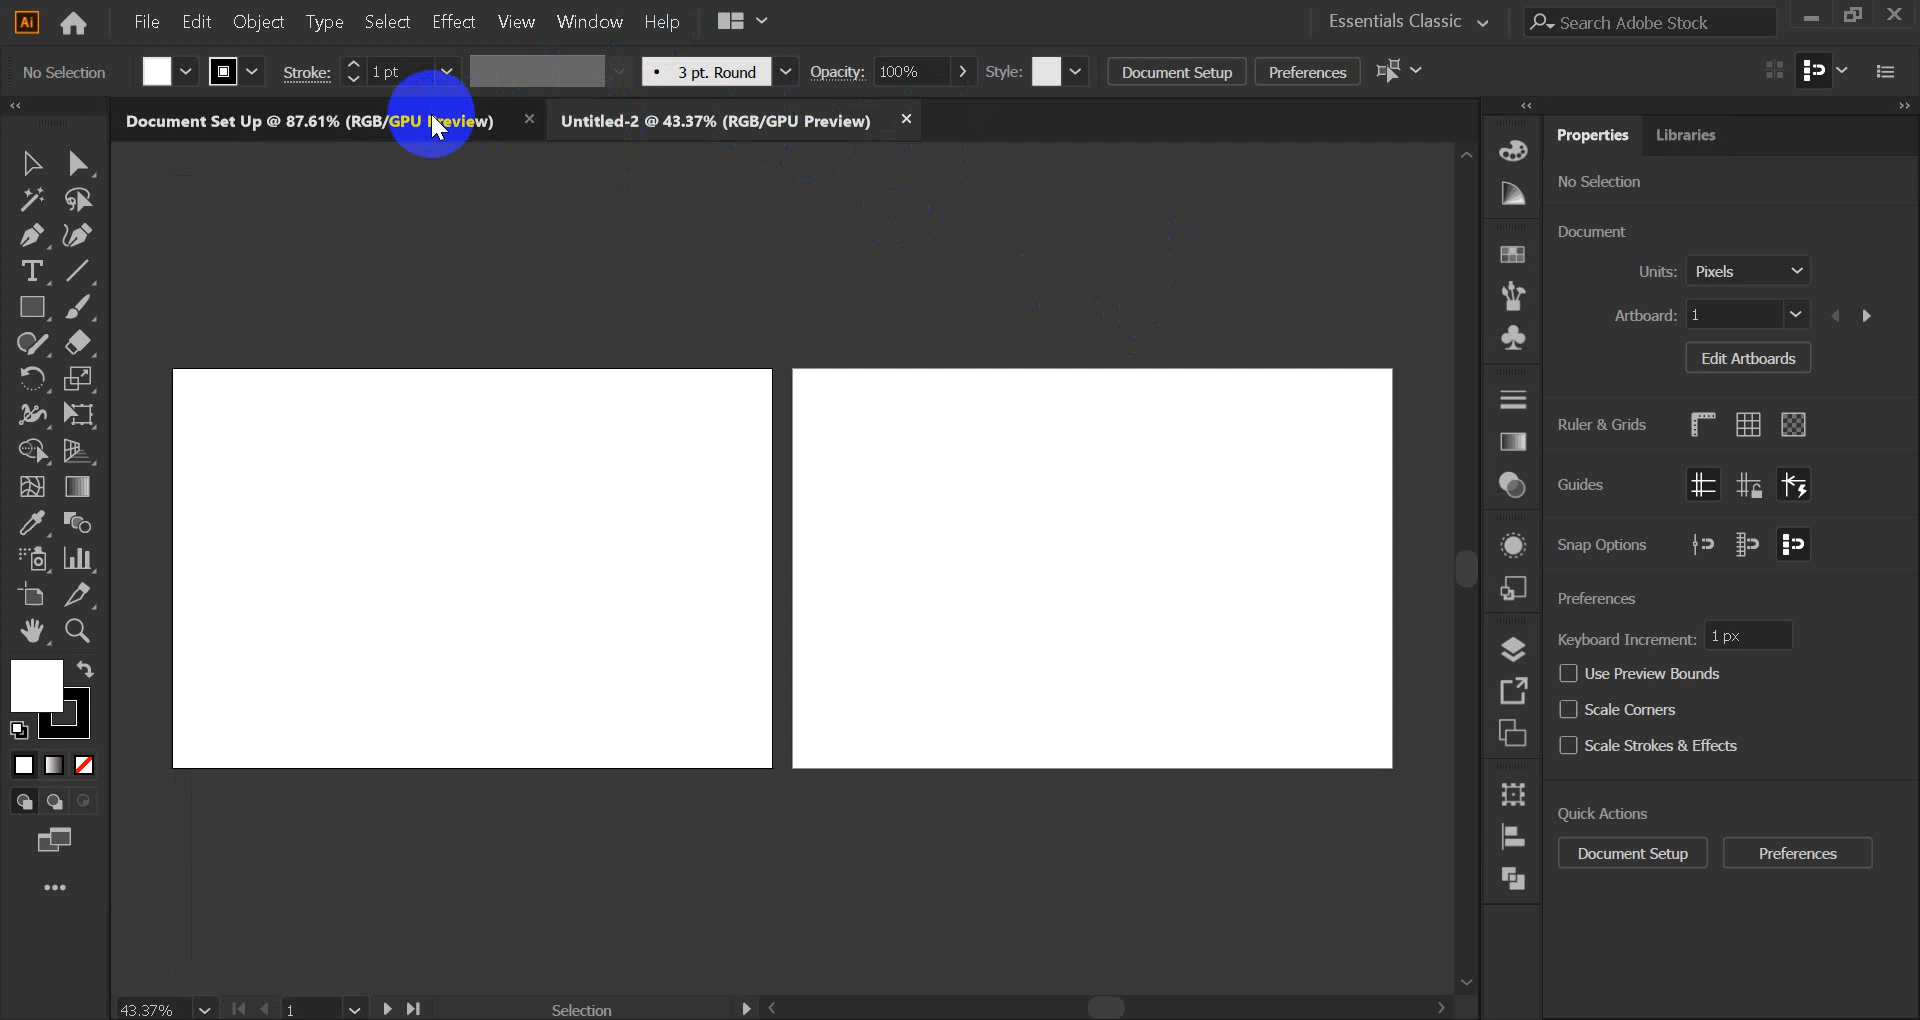 Ai File Edit Object Type Select Effect View Window Help Essentials Classic Search Adobe Stock
No Selection Stroke: 1 pt 3 pt. Round Opacity: 100% Style: Document Setup Preferences
Document Set Up @ 87.61% (RGB/GPU Preview) Untitled-2 @ 43.37% (RGB/GPU Preview)
Properties Libraries
No Selection
Document
Units: Pixels
Artboard: 1
Edit Artboards
Ruler & Grids
Guides
Snap Options
Preferences
Keyboard Increment: 1 px
Use Preview Bounds
Scale Corners
Scale Strokes & Effects
Quick Actions
Document Setup Preferences
43.37% 1 Selection